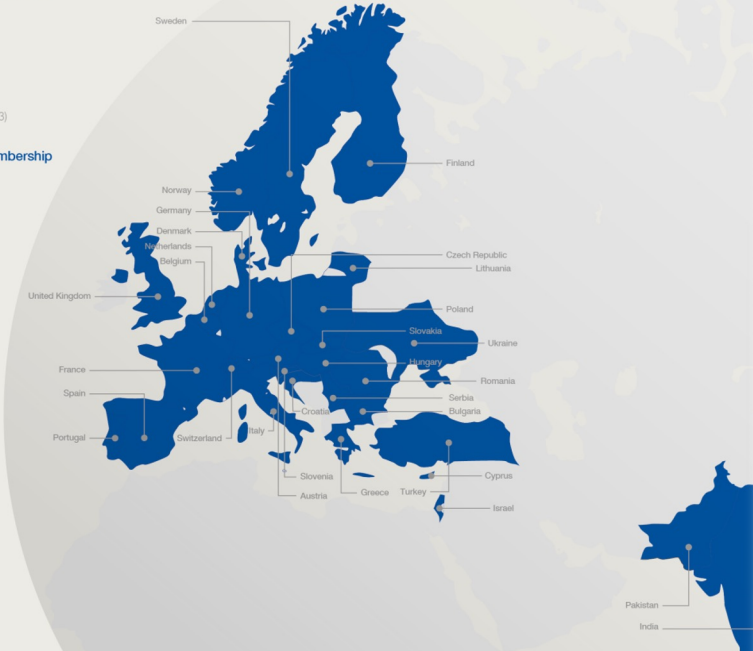 Sweden
3)
mbership
Finland
Norway
Germany
Denmark
Netherlands
Belgium
Czech Republic
Lithuania
United Kingdom
Poland
Slovakia
Ukraine
Hungary
France
Romania
Spain
Serbia
Croatia
Bulgaria
Italy
Portugal
Switzerland
Slovenia
Cyprus
Austria
Greece
Turkey
Israel
Pakistan
India